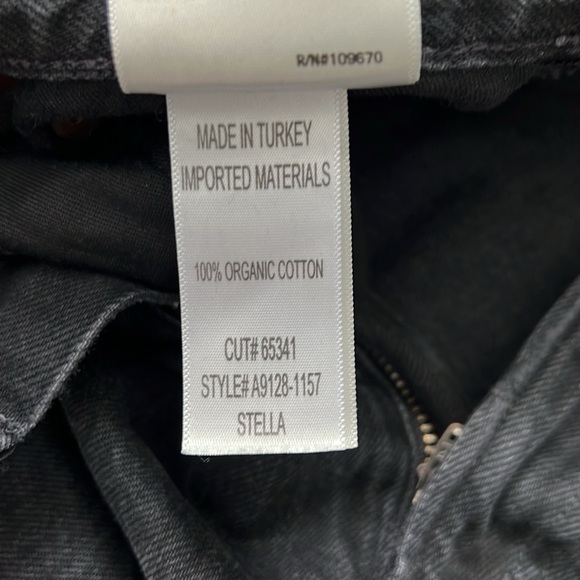 R/N#109670
MADE IN TURKEY
IMPORTED MATERIALS
100% ORGANIC COTTON
CUT# 65341
STYLE# A9128-1157
STELLA